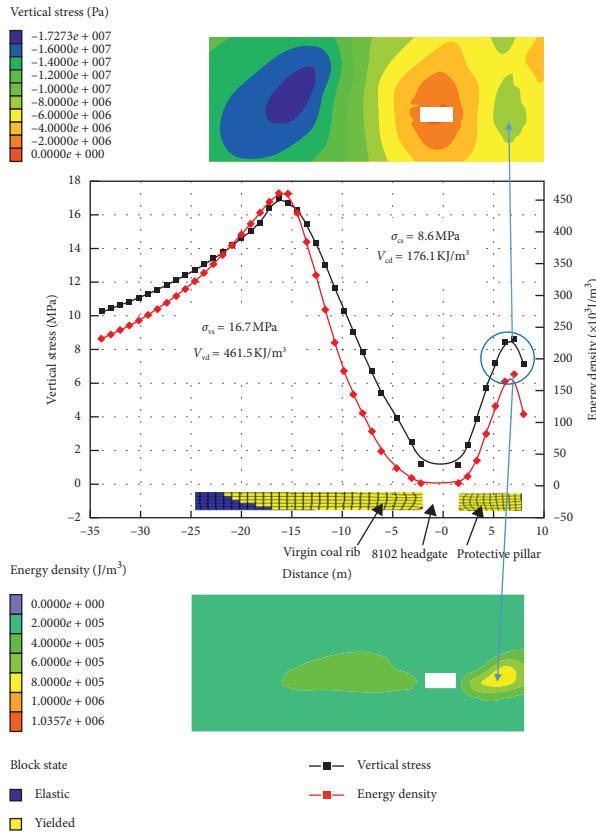 Vertical stress (Pa)
–1.7273e + 007
–1.6000e + 007
–1.4000e + 007
–1.2000e + 007
–1.0000e + 007
–8.0000e + 006
–6.0000e + 006
–4.0000e + 006
–2.0000e + 006
0.0000e + 000
18
16
14
12
10
8
6
4
2
0
–2
Vertical stress (MPa)
450
400
350
300
250
200
150
100
50
0
–50
Energy density (×10³J/m³)
σcs = 8.6 MPa
Vcd = 176.1 KJ/m³
σvs = 16.7 MPa
Vvd = 461.5 KJ/m³
–35 –30 –25 –20 –15 –10 –5 0 5 10
Virgin coal rib 8102 headgate Protective pillar
Distance (m)
Energy density (J/m³)
0.0000e + 000
2.0000e + 005
4.0000e + 005
6.0000e + 005
8.0000e + 005
1.0000e + 006
1.0357e + 006
Block state
Elastic
Yielded
Vertical stress
Energy density